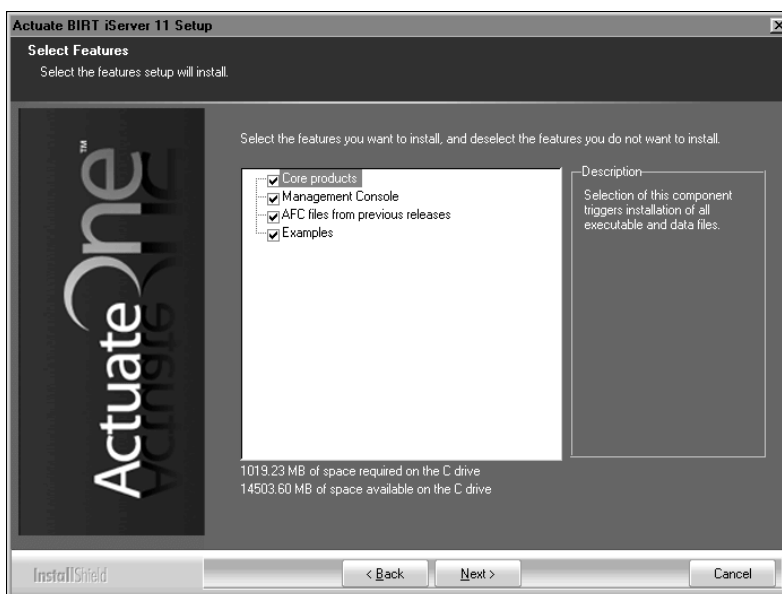 Actuate BIRT iServer 11 Setup
Select Features
Select the features setup will install.
ActuateOne™
Select the features you want to install, and deselect the features you do not want to install.
Core products
Management Console
AFC files from previous releases
Examples
Description
Selection of this component
triggers installation of all
executable and data files.
1019.23 MB of space required on the C drive
14503.60 MB of space available on the C drive
InstallShield
< Back
Next >
Cancel